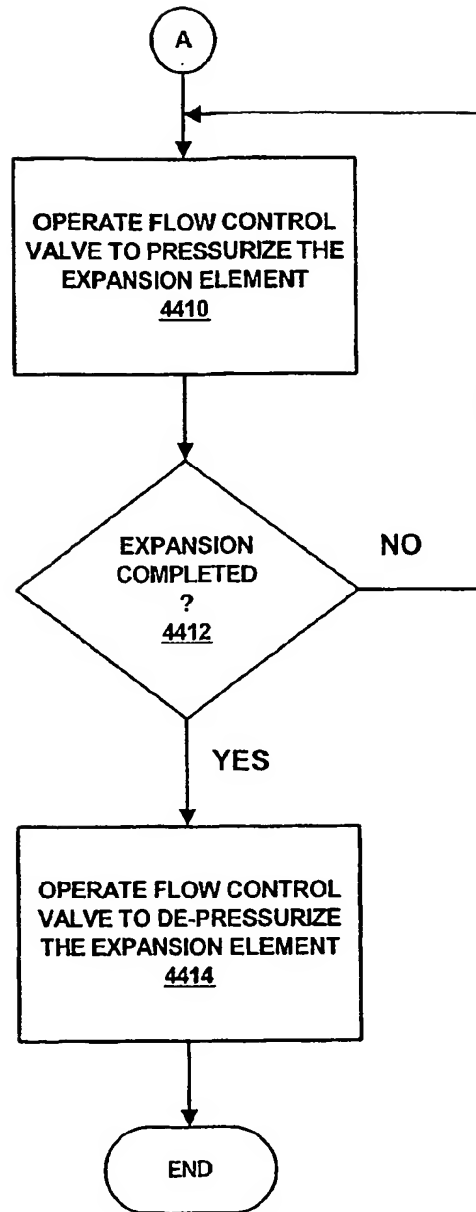 A
OPERATE FLOW CONTROL
VALVE TO PRESSURIZE THE
EXPANSION ELEMENT
4410
EXPANSION
COMPLETED
?
4412
NO
YES
OPERATE FLOW CONTROL
VALVE TO DE-PRESSURIZE
THE EXPANSION ELEMENT
4414
END